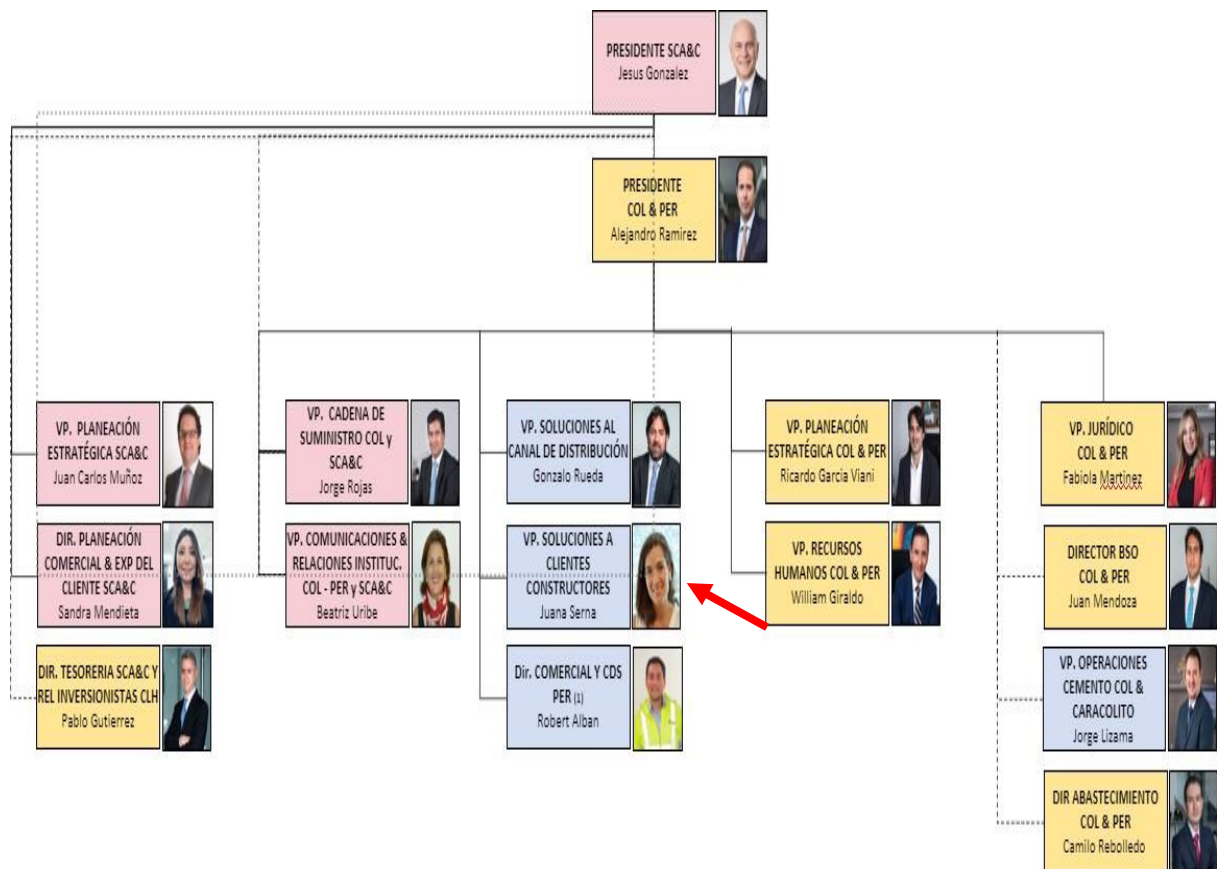 PRESIDENTE SCA&C
Jesus Gonzalez
PRESIDENTE
COL & PER
Alejandro Ramirez
VP. PLANEACIÓN
ESTRATÉGICA SCA&C
Juan Carlos Muñoz
VP. CADENA DE
SUMINISTRO COL y
SCA&C
Jorge Rojas
VP. SOLUCIONES AL
CANAL DE DISTRIBUCIÓN
Gonzalo Rueda
VP. PLANEACIÓN
ESTRATÉGICA COL & PER
Ricardo Garcia Viani
VP. JURÍDICO
COL & PER
Fabiola Martinez
DIR. PLANEACIÓN
COMERCIAL & EXP DEL
CLIENTE SCA&C
Sandra Mendieta
VP. COMUNICACIONES &
RELACIONES INSTITUC.
COL - PER y SCA&C
Beatriz Uribe
VP. SOLUCIONES A
CLIENTES
CONSTRUCTORES
Juana Serna
VP. RECURSOS
HUMANOS COL & PER
William Giraldo
DIRECTOR BSO
COL & PER
Juan Mendoza
DIR. TESORERIA SCA&C Y
REL INVERSIONISTAS CLH
Pablo Gutierrez
Dir. COMERCIAL Y CDS
PER (1)
Robert Alban
VP. OPERACIONES
CEMENTO COL &
CARACOLITO
Jorge Lizama
DIR ABASTECIMIENTO
COL & PER
Camilo Rebolledo